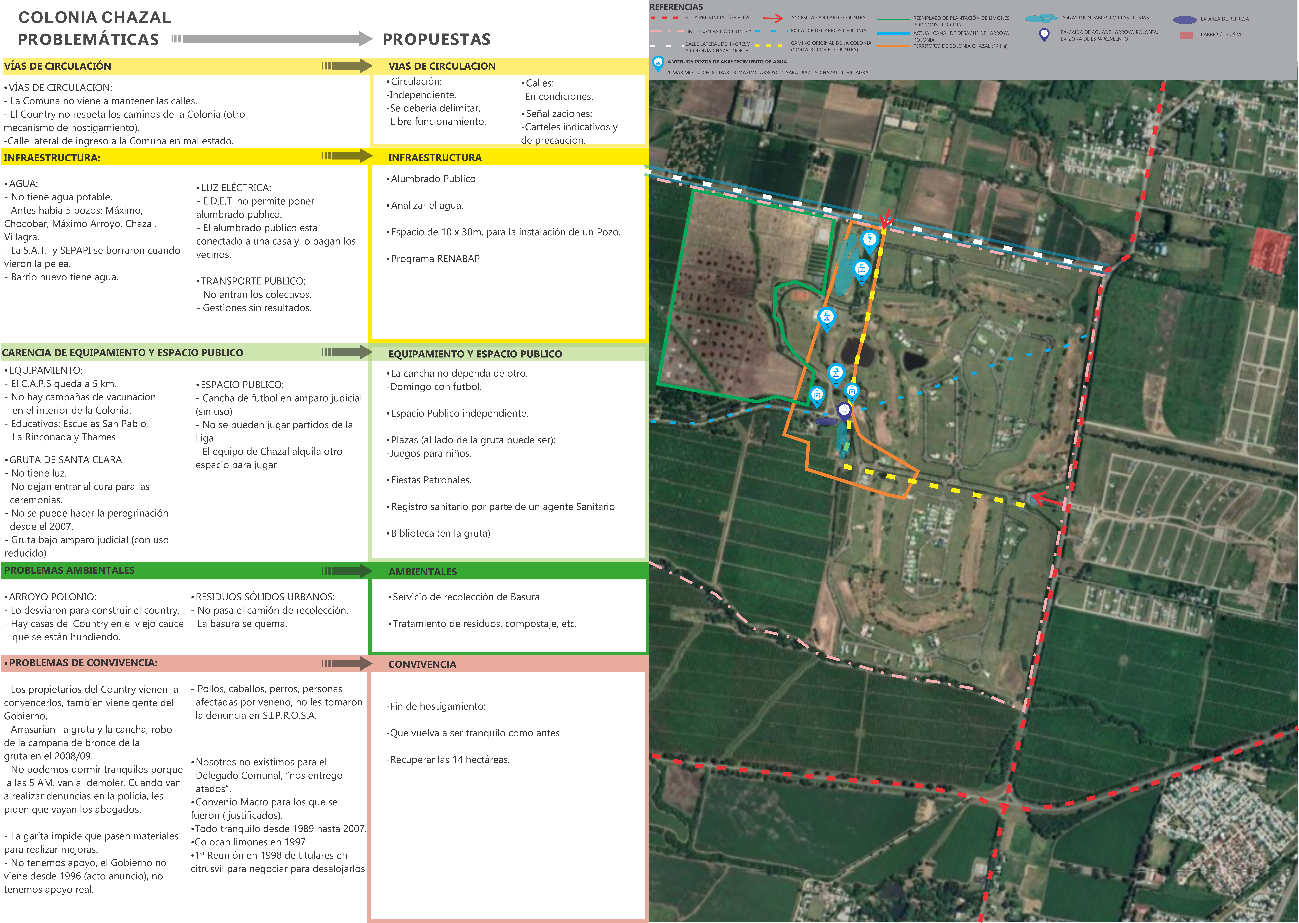 COLONIA CHAZAL
PROBLEMÁTICAS
PROPUESTAS
VÍAS DE CIRCULACIÓN
•VÍAS DE CIRCULACION:
- La Comuna no viene a mantener las calles.
- El Country no respeta los caminos de la Colonia (otro
mecanismo de hostigamiento).
-Calle lateral de ingreso a la Comuna en mal estado.
VIAS DE CIRCULACION
•Circulación:
-Independiente.
-Se debería delimitar.
-Libre funcionamiento.
•Calles:
En condiciones.
•Señalizaciones:
-Carteles indicativos y
de precaucion.
INFRAESTRUCTURA:
•AGUA:
- No tiene agua potable.
- Antes había 5 pozos: Máximo,
Chocobar, Máximo Arroyo, Chazal,
Villagra.
- La S.A.T. y SEPAPI se borraron cuando
vieron la pelea.
- Barrio nuevo tiene agua.
•LUZ ELÉCTRICA:
- E.D.E.T. no permite poner
alumbrado publico.
- El alumbrado publico esta
conectado a una casa y lo pagan los
vecinos.
•TRANSPORTE PUBLICO:
- No entran los colectivos.
- Gestiones sin resultados.
INFRAESTRUCTURA
•Alumbrado Publico
•Analizar el agua.
•Espacio de 10 x 30m. para la instalación de un Pozo.
•Programa RENABAP
CARENCIA DE EQUIPAMIENTO Y ESPACIO PUBLICO
•EQUIPAMIENTO:
- El C.A.P.S queda a 5 km.
- No hay campañas de vacunacion
en el interior de la Colonia.
- Educativos: Escuelas San Pablo,
La Rinconada y Thames
•GRUTA DE SANTA CLARA
- No tiene luz.
- No dejan entrar al cura para las
ceremonias.
- No se puede hacer la peregrinación
desde el 2007.
- Gruta bajo amparo judicial (con uso
reducido)
•ESPACIO PUBLICO:
- Cancha de futbol en amparo judicial
(sin uso)
- No se pueden jugar partidos de la
Liga
- El equipo de Chazal alquila otro
espacio para jugar
EQUIPAMIENTO Y ESPACIO PUBLICO
•La cancha no dependa de otro.
-Domingo con futbol.
•Espacio Publico independiente.
•Plazas (al lado de la gruta puede ser):
-Juegos para niños.
•Fiestas Patronales.
•Registro sanitario por parte de un agente Sanitario
•Biblioteca (en la gruta)
PROBLEMAS AMBIENTALES
•ARROYO POLONIO:
- Lo desviaron para construir el country.
- Hay casas del Country en el viejo cauce
que se están hundiendo.
•RESIDUOS SÓLIDOS URBANOS:
- No pasa el camión de recolección.
- La basura se quema.
AMBIENTALES
•Servicio de recolección de Basura
•Tratamiento de residuos, compostaje, etc.
•PROBLEMAS DE CONVIVENCIA:
- Los propietarios del Country vienen a
convencerlos, tambien viene gente del
Gobierno,
- Arrasarian la gruta y la cancha, robo
de la campana de bronce de la
gruta en el 2008/09.
- No podemos dormir tranquilos porque
a las 5 AM. van al demoler. Cuando van
a realizar denuncias en la policía, les
piden que vayan los abogados.
- La garita impide que pasen materiales
para realizar mejoras.
- No tenemos apoyo, el Gobierno no
viene desde 1996 (acto anuncio), no
tenemos apoyo real.
- Pollos, caballos, perros, personas
afectadas por veneno, no les tomaron
la denuncia en S.I.P.R.O.S.A.
•Nosotros no existimos para el
Delegado Comunal, "nos entrego
atados".
•Convenio Macro para los que se
fueron (justificados).
•Todo tranquilo desde 1989 hasta 2007.
•Colocan limones en 1997
•1ª Reunión en 1998 de titulares en
citrusvil para negociar para desalojarlos
CONVIVENCIA
-Fin de hostigamiento:
-Que vuelva a ser tranquilo como antes
-Recuperar las 14 hectáreas.
REFERENCIAS